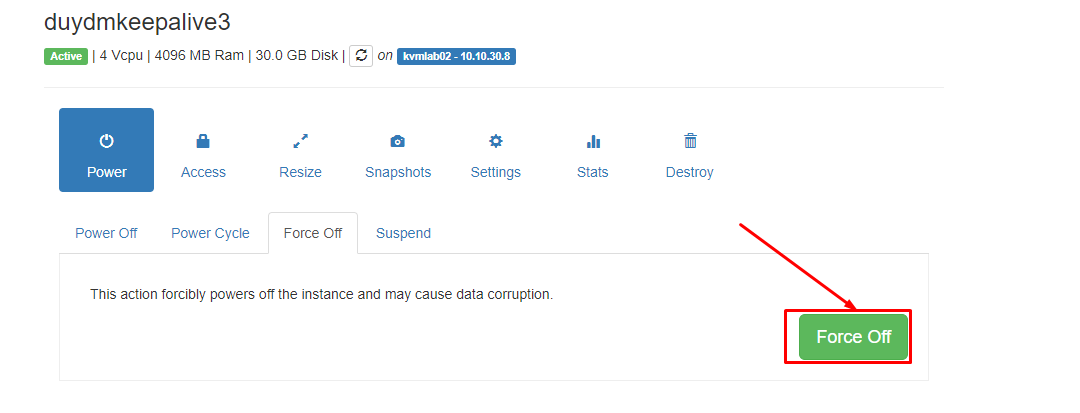 duydmkeepalive3
Active | 4 Vcpu | 4096 MB Ram | 30.0 GB Disk | on kvmlab02 - 10.10.30.8
Power Access Resize Snapshots Settings Stats Destroy
Power Off Power Cycle Force Off Suspend
This action forcibly powers off the instance and may cause data corruption.
Force Off